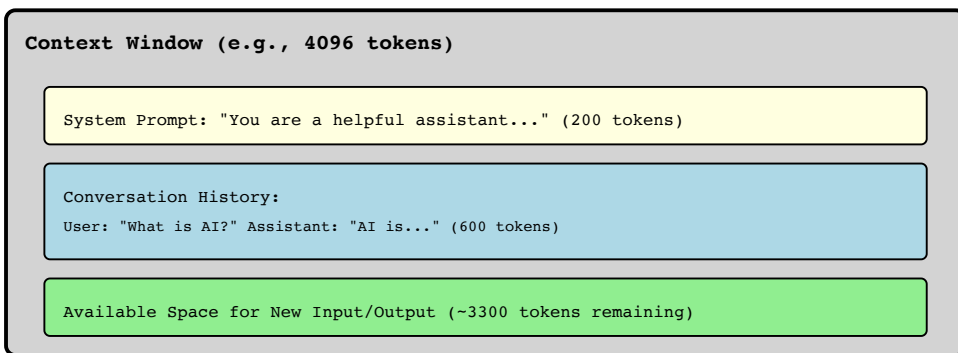 Context Window (e.g., 4096 tokens)
System Prompt: "You are a helpful assistant..." (200 tokens)
Conversation History:
User: "What is AI?" Assistant: "AI is..." (600 tokens)
Available Space for New Input/Output (~3300 tokens remaining)